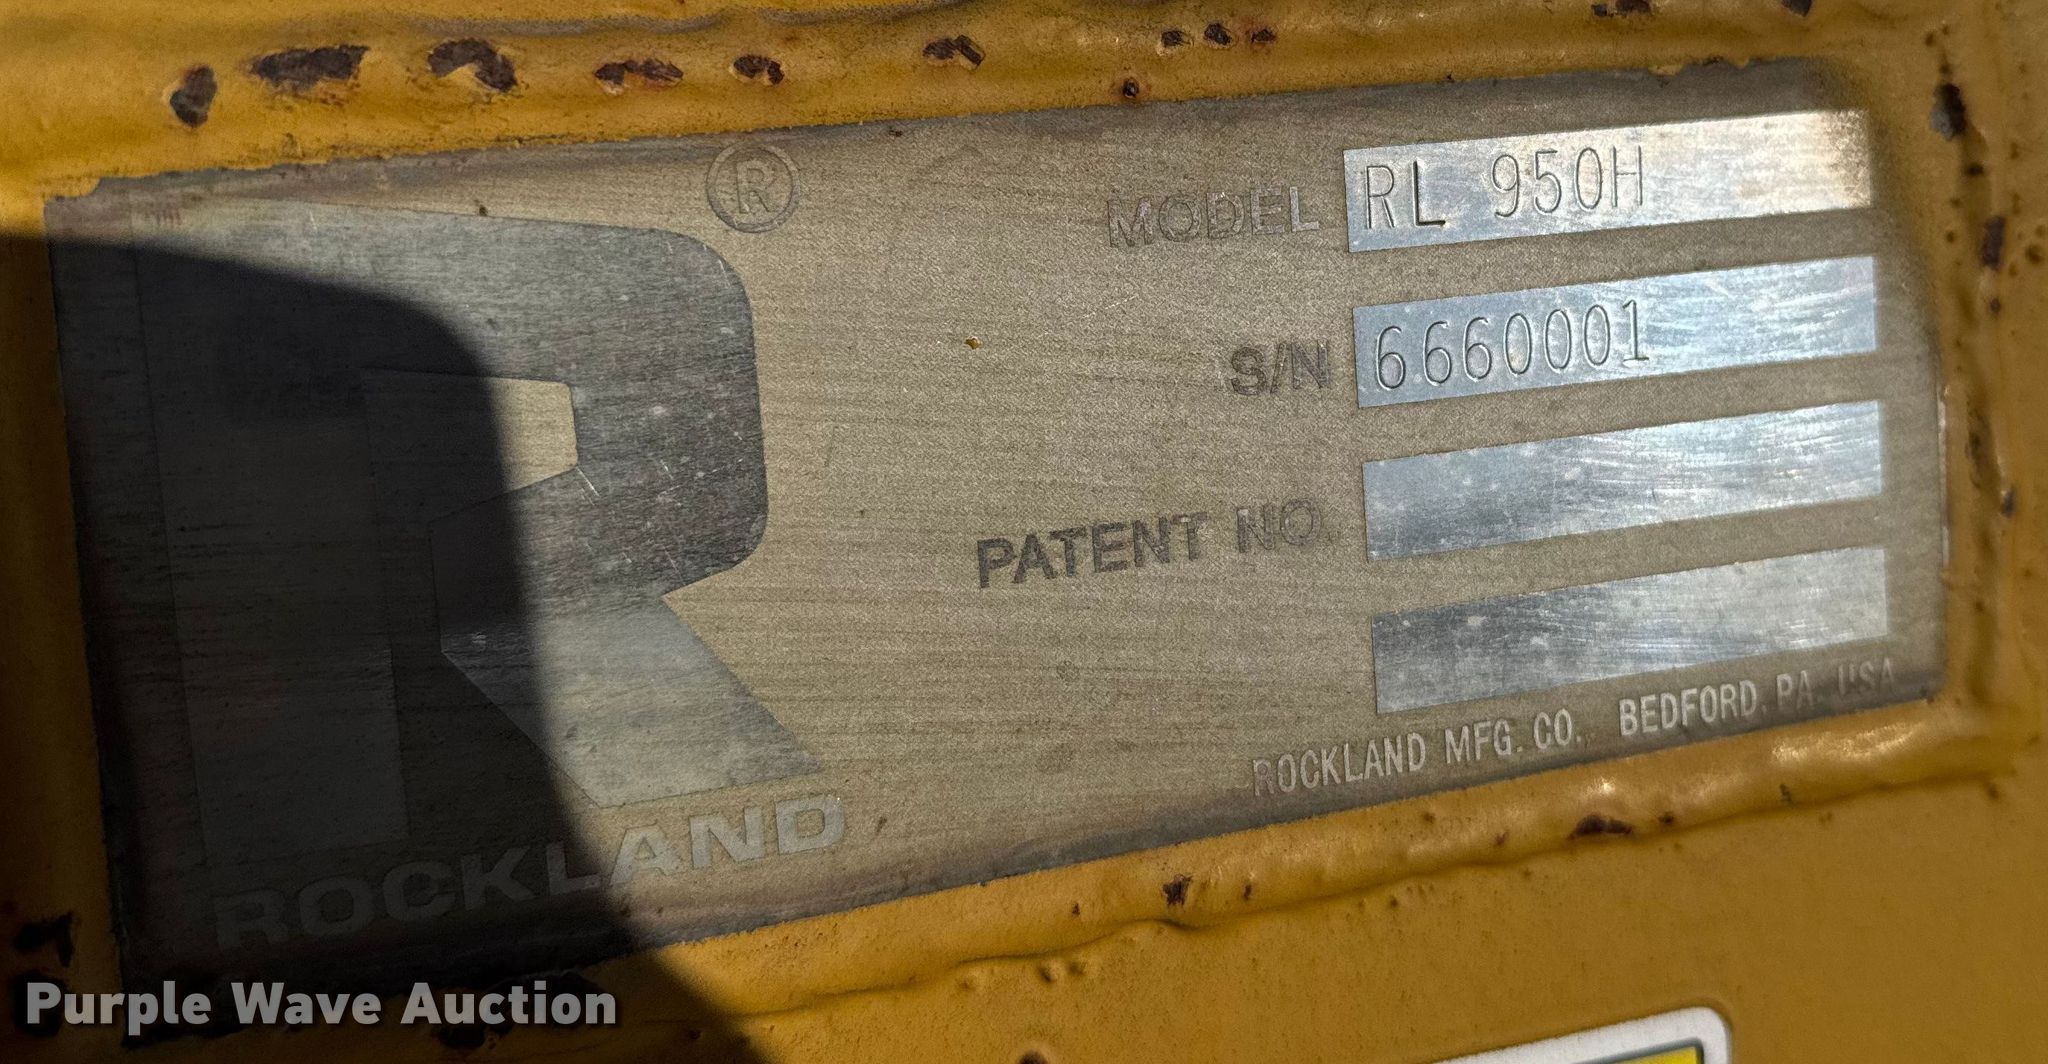 ®
MODEL RL 950H
S/N 6660001
PATENT NO.
ROCKLAND MFG. CO., BEDFORD, PA. USA
R
ROCKLAND
Purple Wave Auction